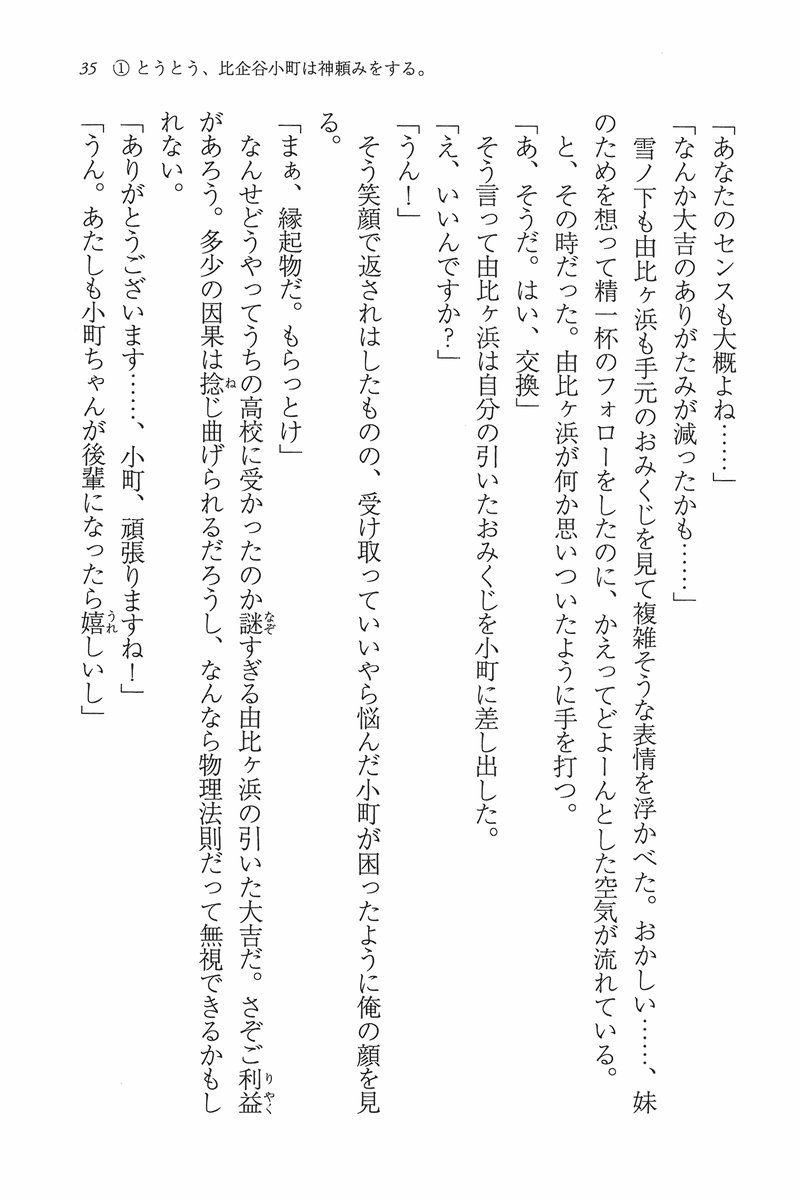 35 ① とうとう、比企谷小町は神頼みをする。
「あなたのセンスも大概よね……」
「なんか大吉のありがたみが減ったかも……」
　雪ノ下も由比ヶ浜も手元のおみくじを見て複雑そうな表情を浮かべた。おかしい……、妹
のためを想って精一杯のフォローをしたのに、かえってどよーんとした空気が流れている。
　と、その時だった。由比ヶ浜が何か思いついたように手を打つ。
「あ、そうだ。はい、交換」
　そう言って由比ヶ浜は自分の引いたおみくじを小町に差し出した。
「え、いいんですか？」
「うん！」
　そう笑顔で返されはしたものの、受け取っていいやら悩んだ小町が困ったように俺の顔を見
る。
「まぁ、縁起物だ。もらっとけ」
　なんせどうやってうちの高校に受かったのか謎すぎる由比ヶ浜の引いた大吉だ。さぞご利益
があろう。多少の因果は捻じ曲げられるだろうし、なんなら物理法則だって無視できるかもし
れない。
「ありがとうございます……、小町、頑張りますね！」
「うん。あたしも小町ちゃんが後輩になったら嬉しいし」